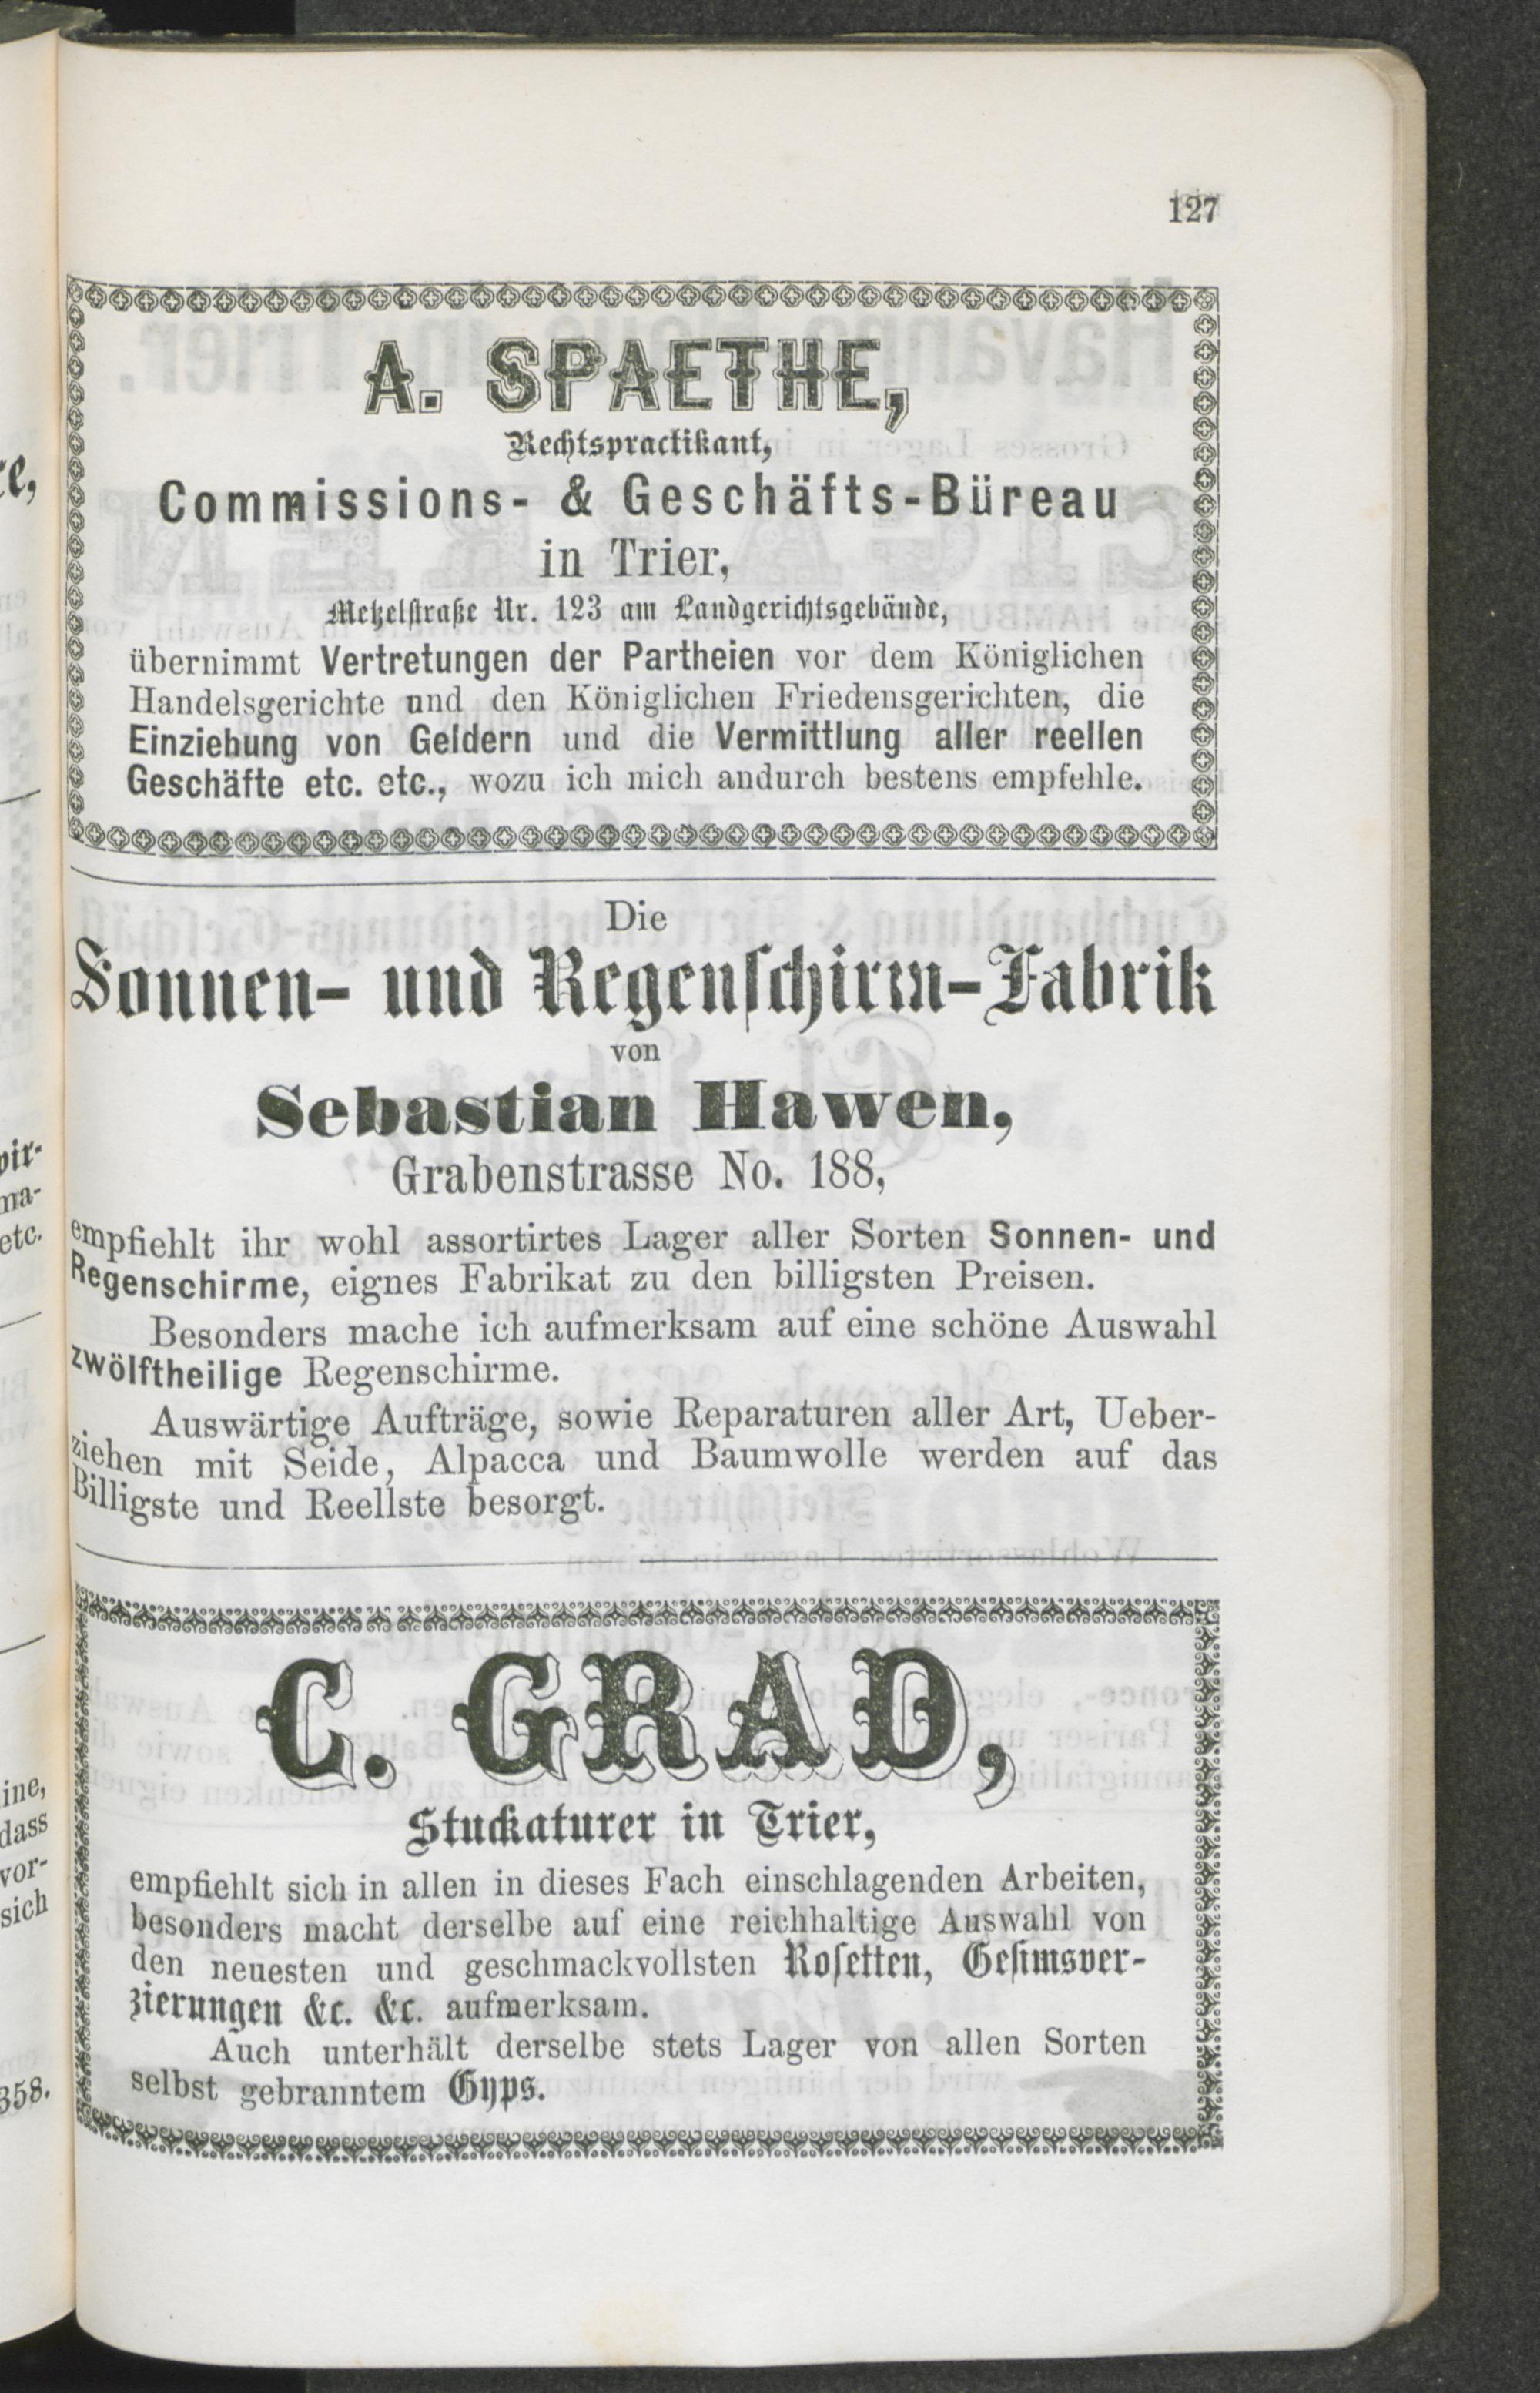 127
A. SPAETHE,
Rechtspractikant,
Commissions- & Geschäfts-Büreau
in Trier,
Metzelstraße Nr. 123 am Landgerichtsgebäude,
übernimmt Vertretungen der Partheien vor dem Königlichen
Handelsgerichte und den Königlichen Friedensgerichten, die
Einziehung von Geldern und die Vermittlung aller reellen
Geschäfte etc. etc., wozu ich mich andurch bestens empfehle.
Die
Sonnen- und Regenſchirm-Fabrik
von
Sebastian Hawen,
Grabenstrasse No. 188,
empfiehlt ihr wohl assortirtes Lager aller Sorten Sonnen- und
Regenschirme, eignes Fabrikat zu den billigsten Preisen.
Besonders mache ich aufmerksam auf eine schöne Auswahl
zwölftheilige Regenschirme.
Auswärtige Aufträge, sowie Reparaturen aller Art, Ueber-
ziehen mit Seide, Alpacca und Baumwolle werden auf das
Billigste und Reellste besorgt.
C. GRAD,
Stuckaturer in Trier,
empfiehlt sich in allen in dieses Fach einschlagenden Arbeiten,
besonders macht derselbe auf eine reichhaltige Auswahl von
den neuesten und geschmackvollsten Roſetten, Geſimsver-
zierungen &c. &c. aufmerksam.
Auch unterhält derselbe stets Lager von allen Sorten
selbst gebranntem Gyps.